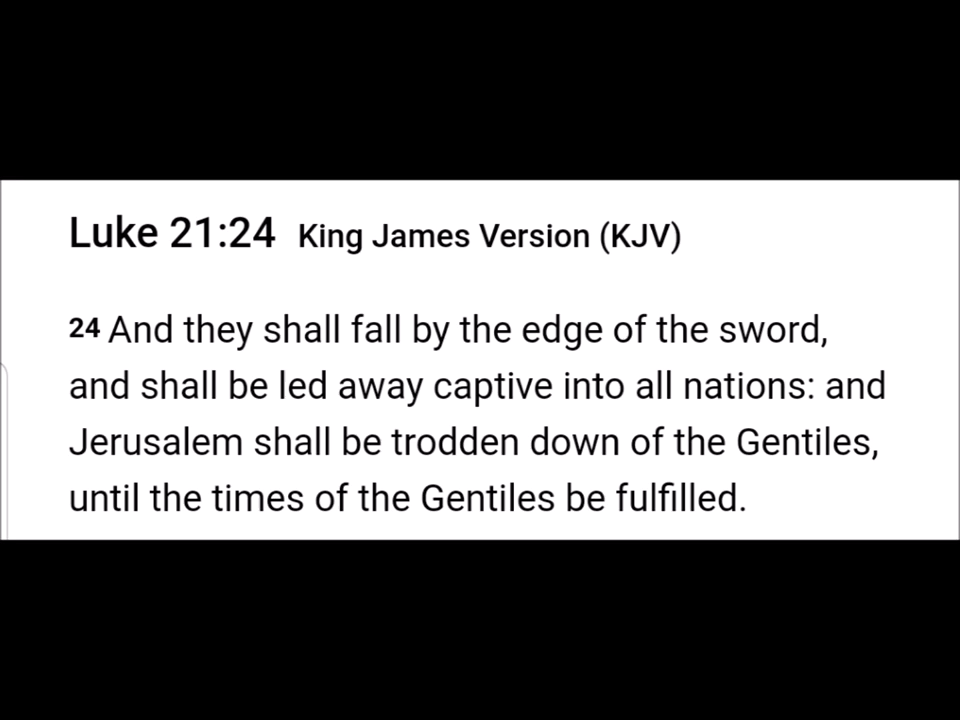 Luke 21:24 King James Version (KJV)
24 And they shall fall by the edge of the sword,
and shall be led away captive into all nations: and
Jerusalem shall be trodden down of the Gentiles,
until the times of the Gentiles be fulfilled.